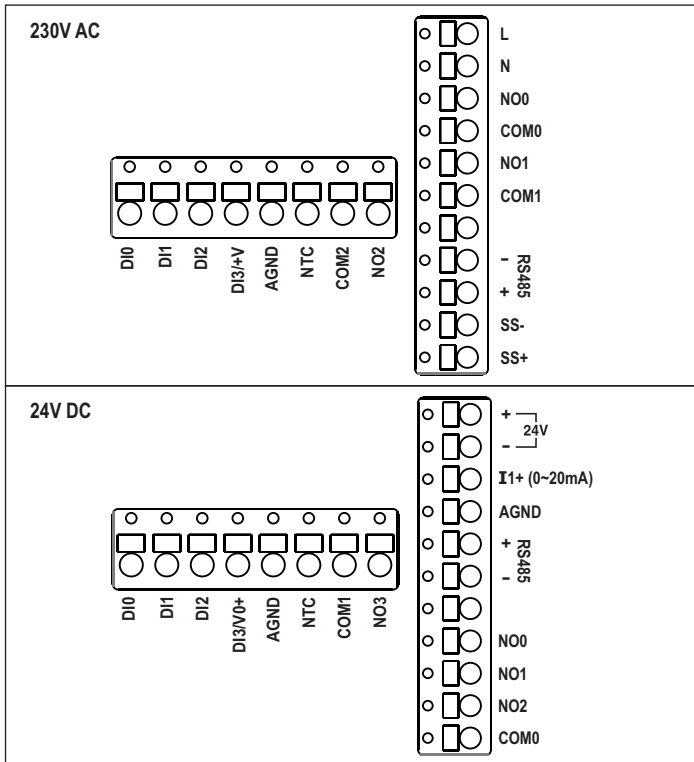 230V AC
L
N
NO0
COM0
NO1
COM1
-
+
RS485
SS-
SS+
DI0
DI1
DI2
DI3/+V
AGND
NTC
COM2
NO2
24V DC
+
-
24V
I1+ (0~20mA)
AGND
+
-
RS485
NO0
NO1
NO2
COM0
DI0
DI1
DI2
DI3/V0+
AGND
NTC
COM1
NO3